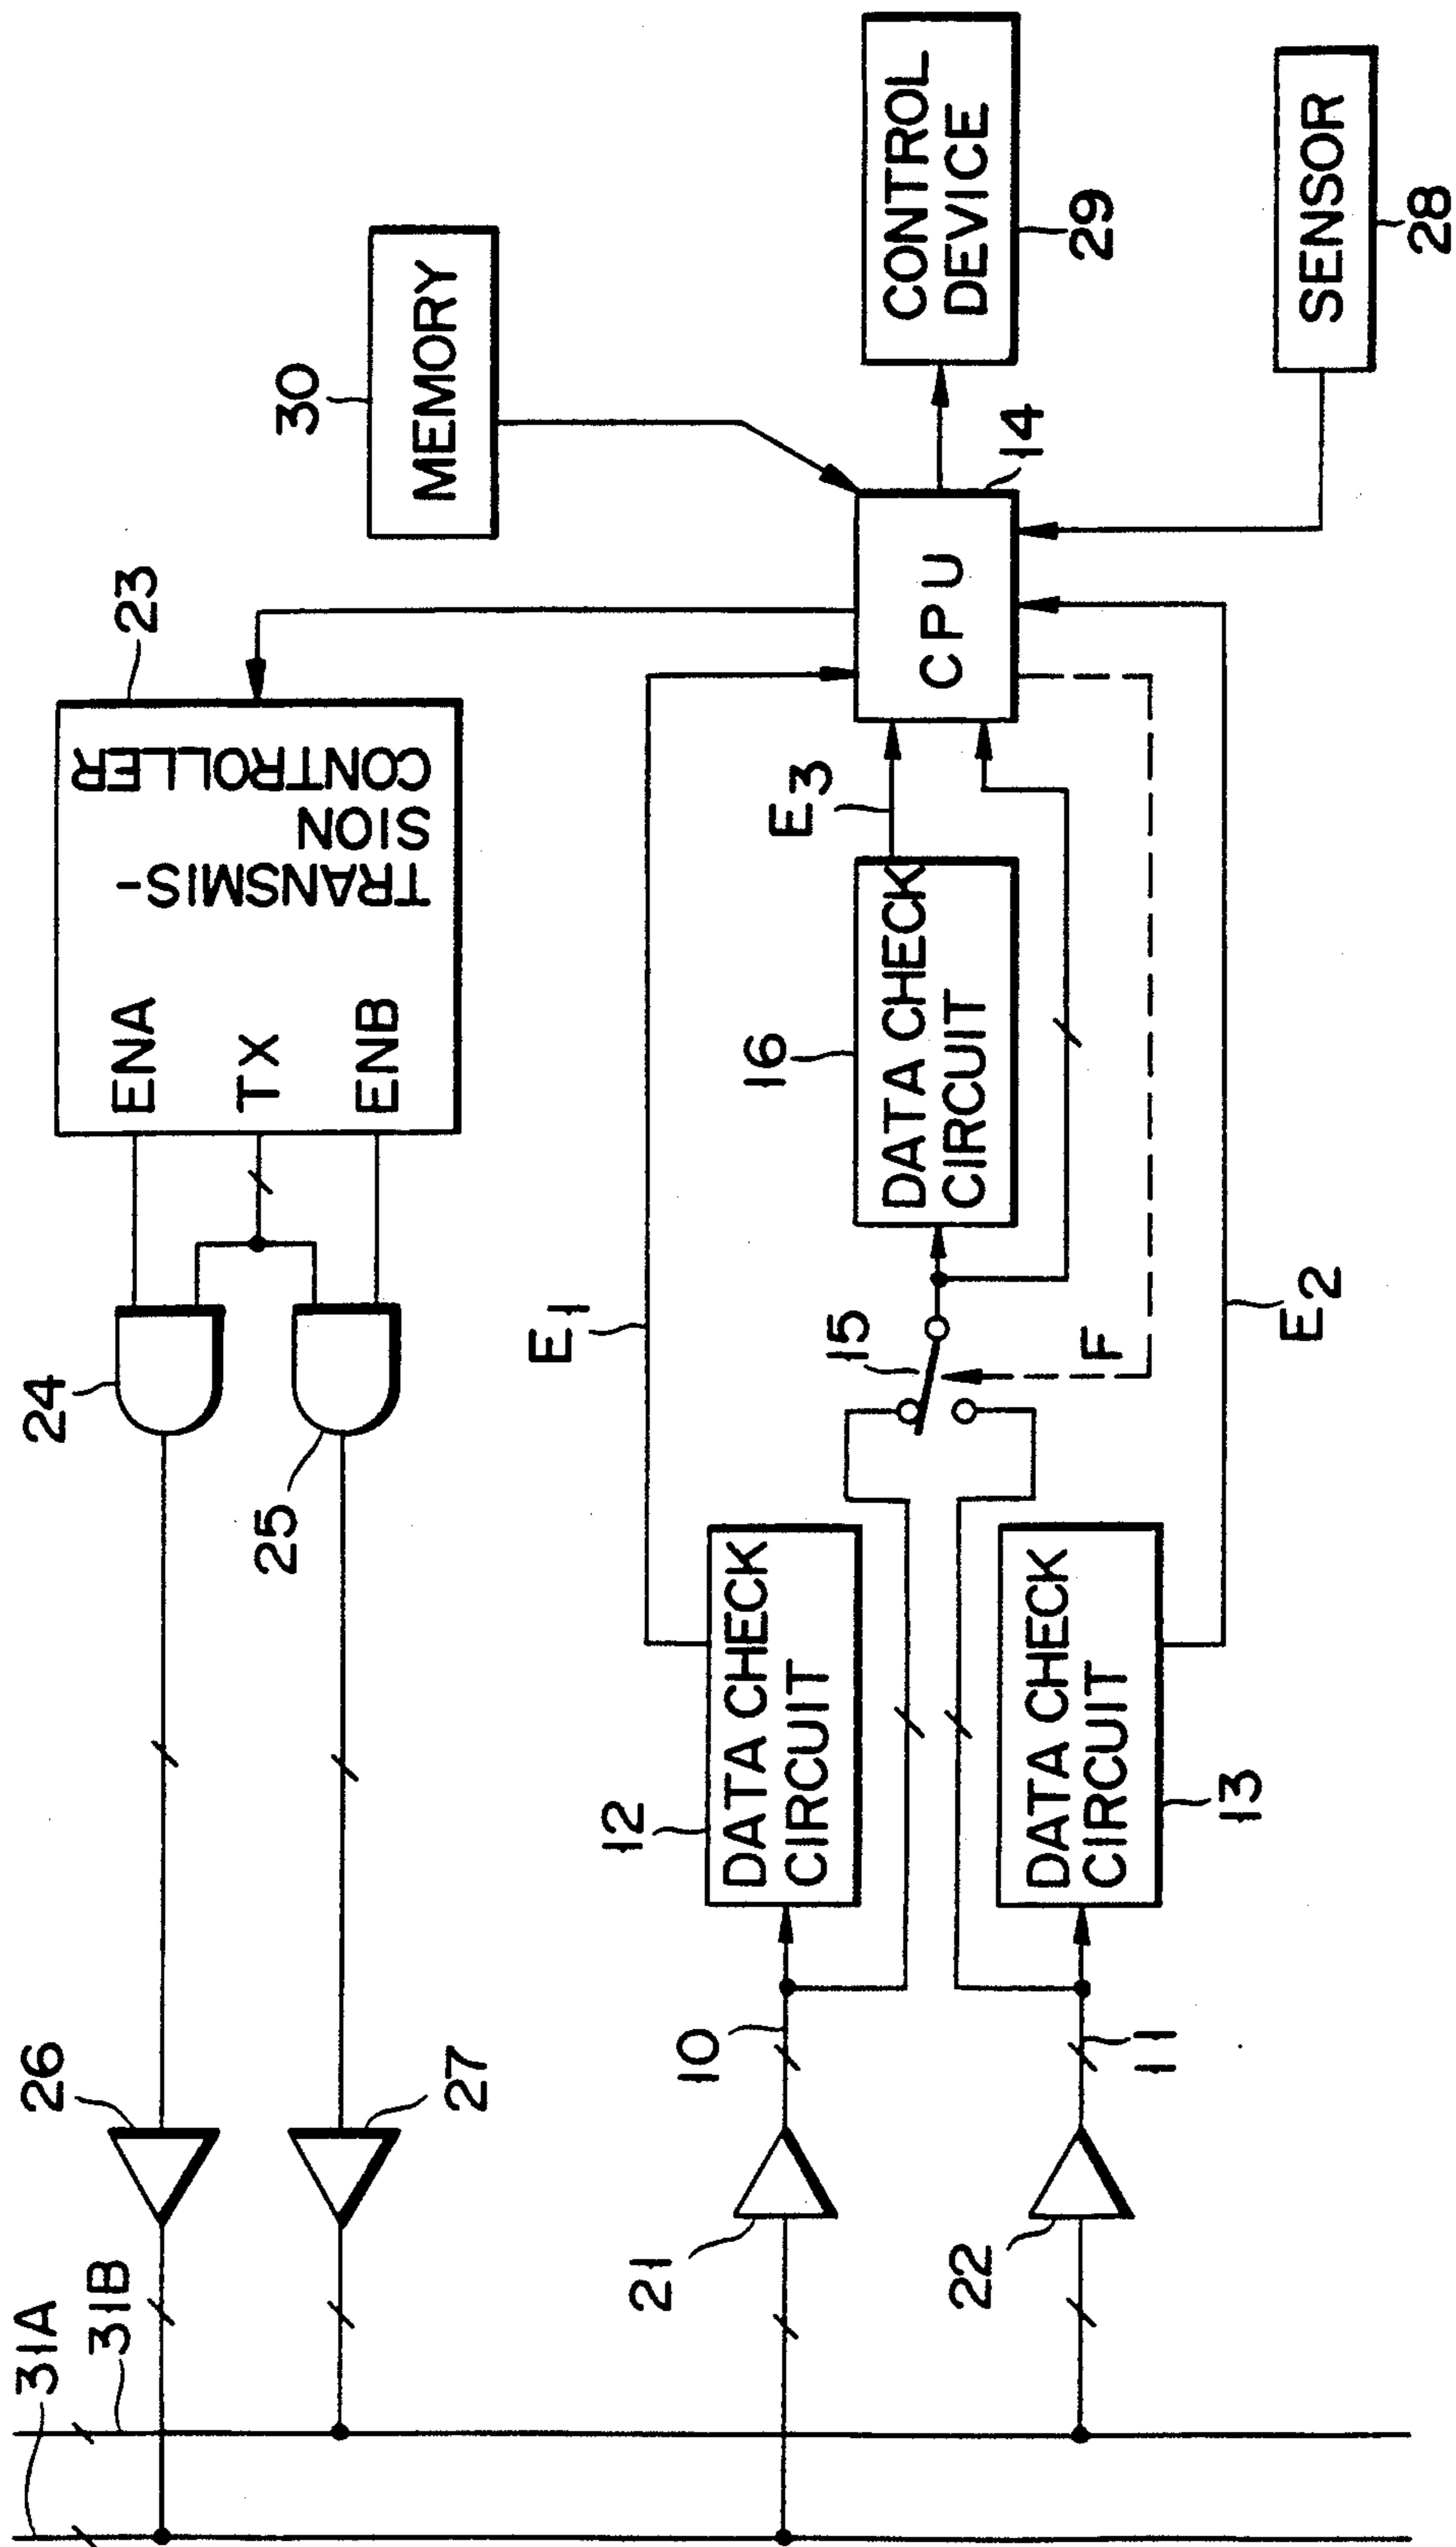 31A
31B
26
27
24
25
ENA
TX
ENB
TRANSMIS-
SION
CONTROLLER
23
30
MEMORY
21
22
10
11
12
DATA CHECK
CIRCUIT
13
DATA CHECK
CIRCUIT
E1
E2
15
F
16
DATA CHECK
CIRCUIT
E3
CPU
14
CONTROL
DEVICE
29
SENSOR
28